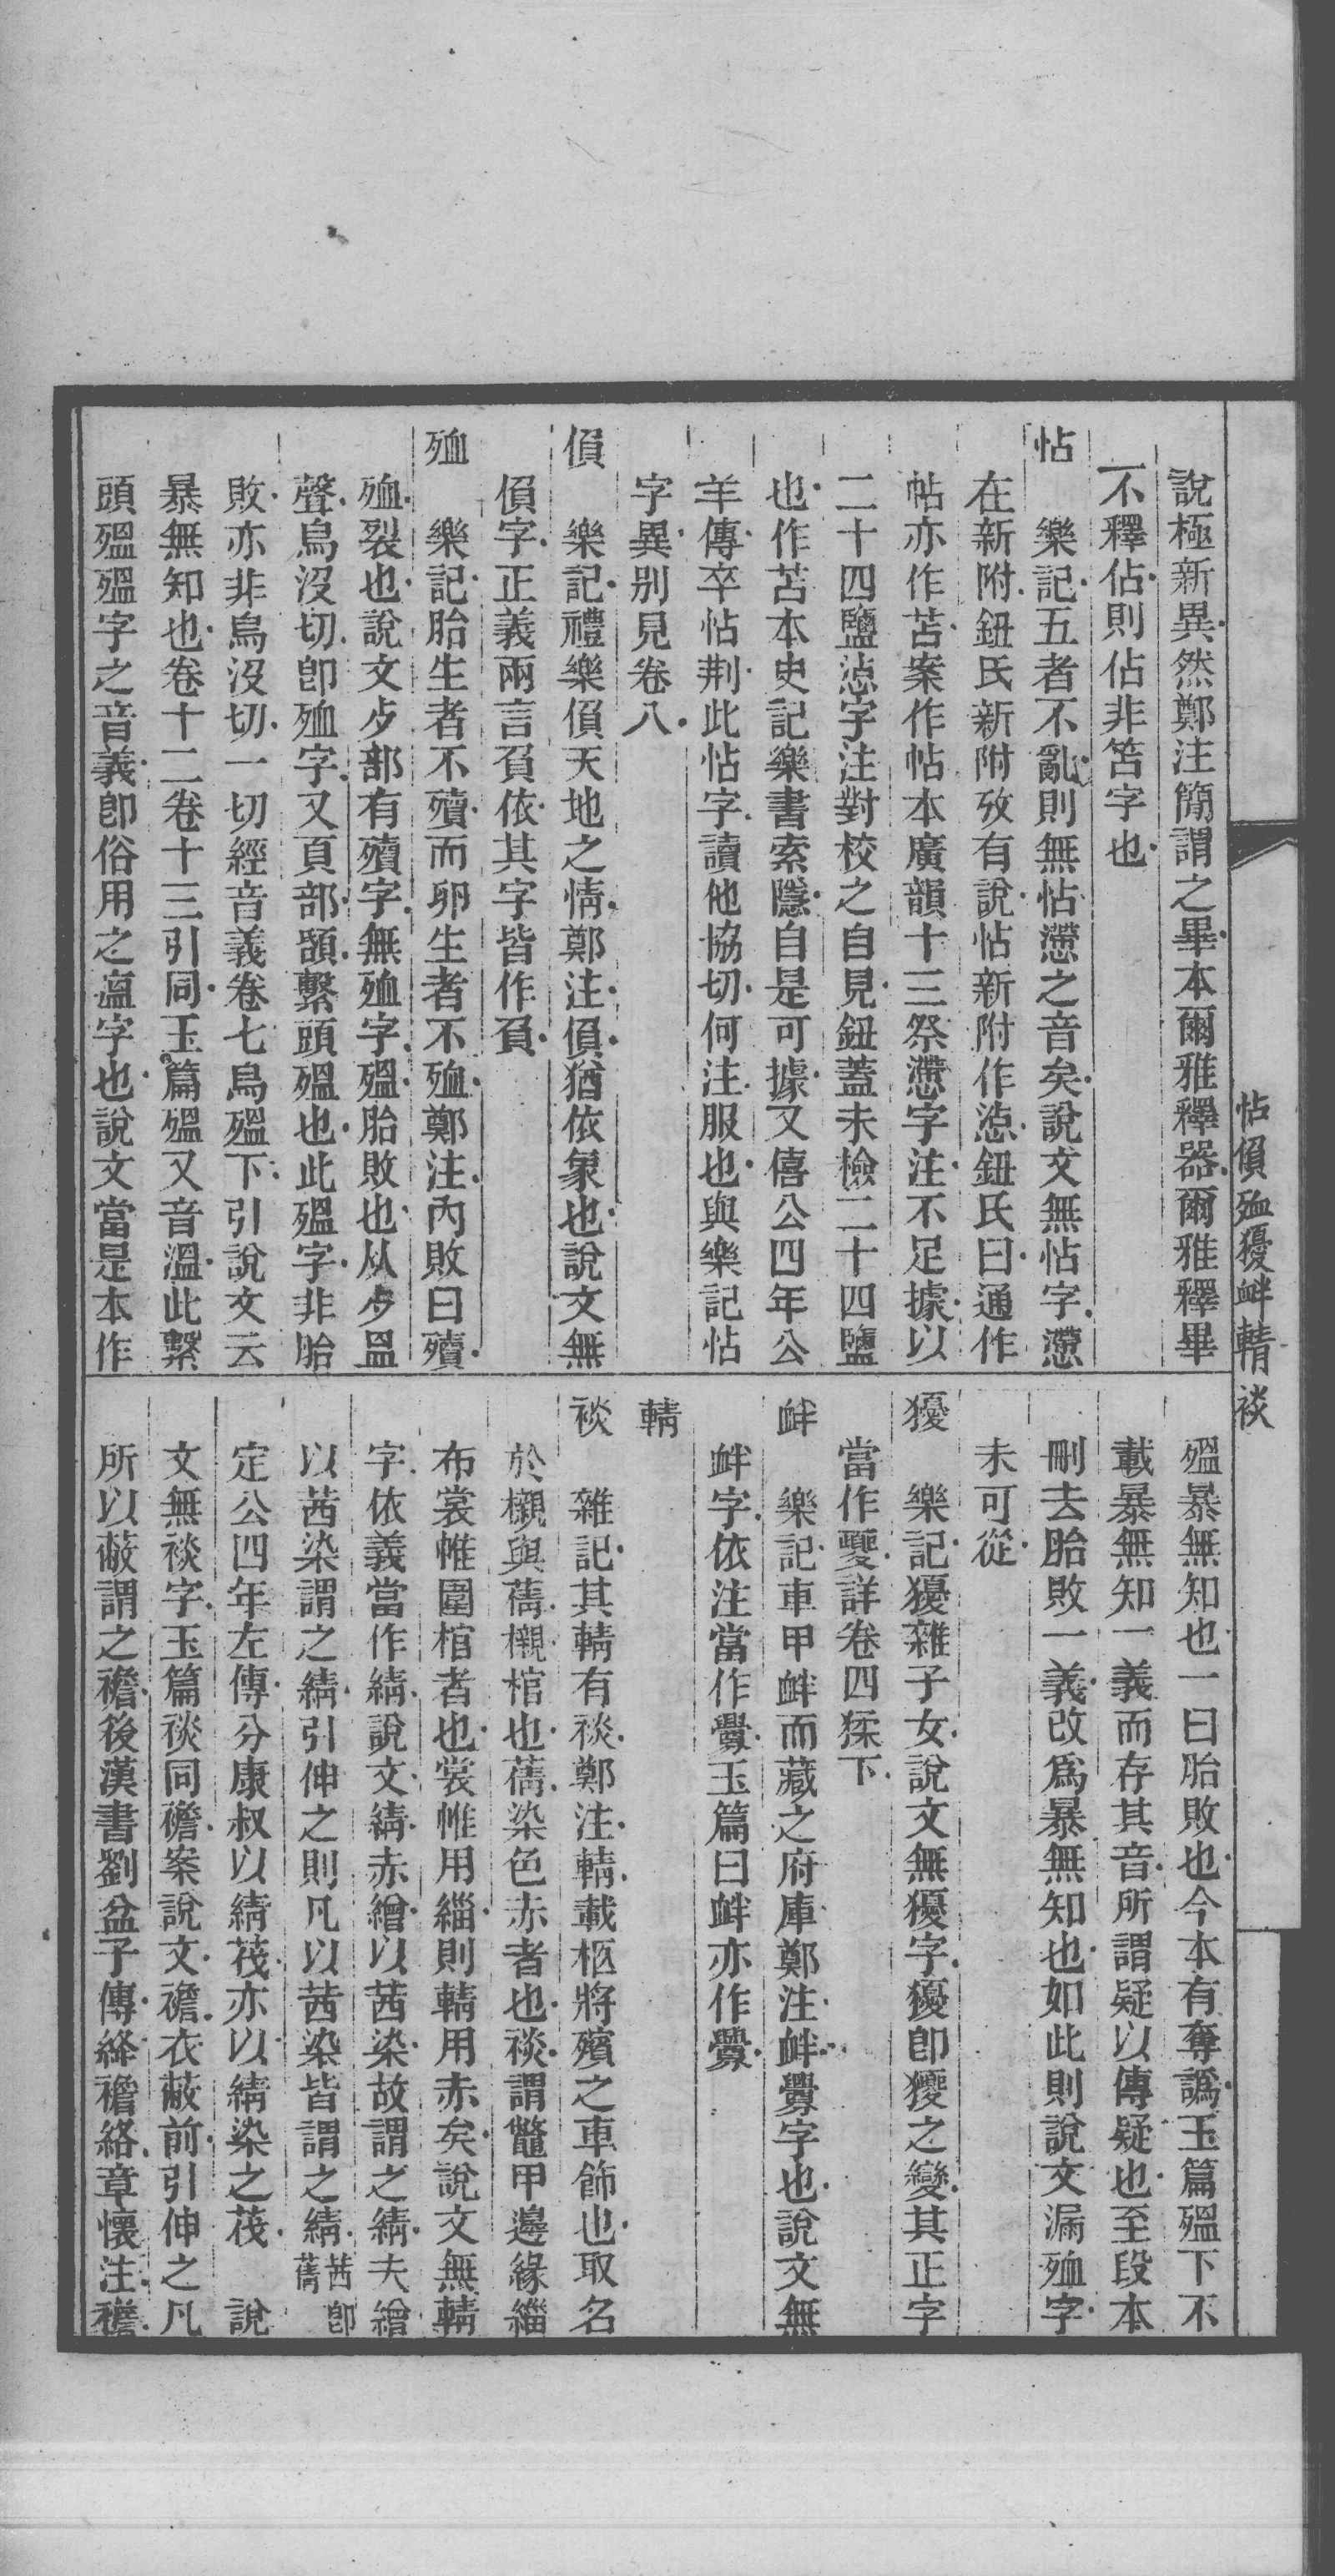 說極新異然鄭注簡謂之畢本爾雅釋器爾雅釋畢
不釋佔則佔非笘字也
怗
樂記五者不亂則無怗懘之音矣說文無怗字懘
在新附鈕氏新附攷有說怗新附作惉鈕氏曰通作
帖亦作苫案作帖本廣韻十三祭懘字注不足據以
二十四鹽惉字注對校之自見鈕蓋未檢二十四鹽
也作苫本史記樂書索隱自是可據又僖公四年公
羊傳卒怗荆此怗字讀他協切何注服也與樂記怗
字異別見卷八
偩
樂記禮樂偩天地之情鄭注偩猶依象也說文無
偩字正義兩言負依其字皆作負
殈
樂記胎生者不殰而卵生者不殈鄭注內敗曰殰
殈裂也說文歺部有殰字無殈字殟胎敗也从歺𥁕
聲烏沒切卽殈字又頁部頣繫頭殟也此殟字非胎
敗亦非烏沒切一切經音義卷七烏殟下引說文云
暴無知也卷十二卷十三引同玉篇殟又音溫此繫
頭殟殟字之音義卽俗用之瘟字也說文當是本作
殟暴無知也一曰胎敗也今本有奪譌玉篇殟下不
載暴無知一義而存其音所謂疑以傳疑也至段本
刪去胎敗一義改爲暴無知也如此則說文漏殈字
未可從
獶
樂記獶雜子女說文無獶字獶卽獿之變其正字
當作夒詳卷四猱下
衅
樂記車甲衅而藏之府庫鄭注衅釁字也說文無
衅字依注當作釁玉篇曰衅亦作釁
輤
裧
雜記其輤有裧鄭注輤載柩將殯之車飾也取名
於櫬與蒨櫬棺也蒨染色赤者也裧謂鼈甲邊緣緇
布裳帷圍棺者也裳帷用緇則輤用赤矣說文無輤
字依義當作綪說文綪赤繒以茜染故謂之綪夫繒
以茜染謂之綪引伸之則凡以茜染皆謂之綪茜卽蒨
定公四年左傳分康叔以綪茷亦以綪染之茷 說
文無裧字玉篇裧同襜案說文襜衣蔽前引伸之凡
所以蔽謂之襜後漢書劉盆子傳絳襜絡章懷注襜
怗偩殈獶衅輤裧